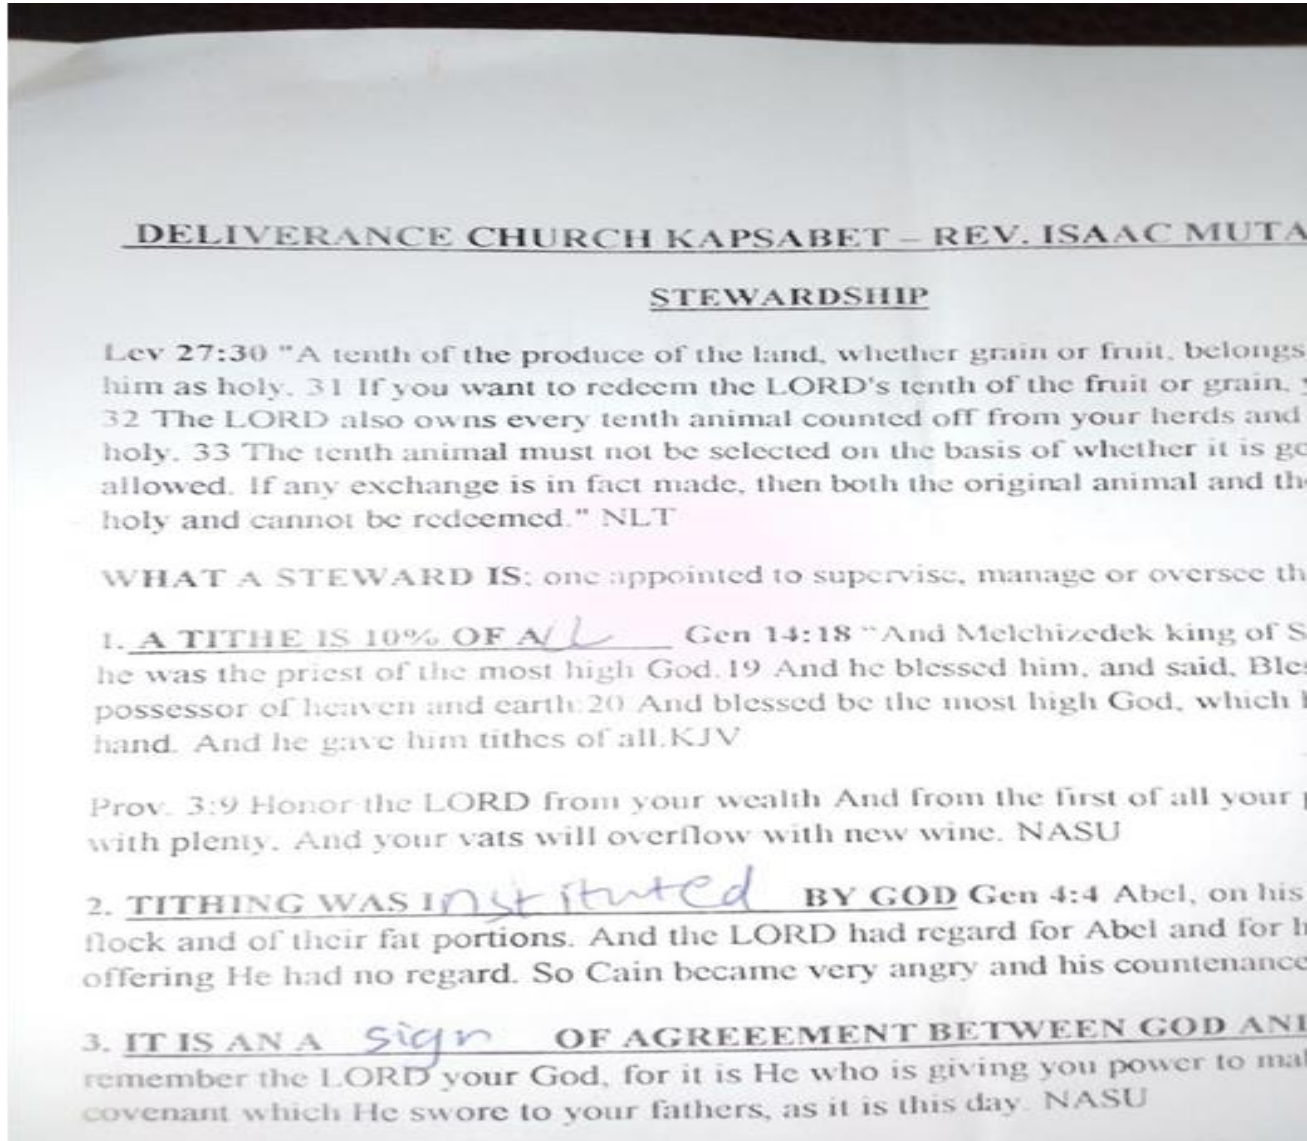 DELIVERANCE CHURCH KAPSABET – REV. ISAAC MUTA
STEWARDSHIP
Lev 27:30 "A tenth of the produce of the land, whether grain or fruit, belongs
him as holy. 31 If you want to redeem the LORD's tenth of the fruit or grain,
32 The LORD also owns every tenth animal counted off from your herds and
holy. 33 The tenth animal must not be selected on the basis of whether it is go
allowed. If any exchange is in fact made, then both the original animal and th
holy and cannot be redeemed." NLT
WHAT A STEWARD IS: one appointed to supervise, manage or oversee th
1. A TITHE IS 10% OF ALL Gen 14:18 "And Melchizedek king of S
he was the priest of the most high God.19 And he blessed him, and said, Bles
possessor of heaven and earth:20 And blessed be the most high God, which
hand. And he gave him tithes of all.KJV
Prov. 3:9 Honor the LORD from your wealth And from the first of all your
with plenty. And your vats will overflow with new wine. NASU
2. TITHING WAS Instituted BY GOD Gen 4:4 Abel, on his
flock and of their fat portions. And the LORD had regard for Abel and for
offering He had no regard. So Cain became very angry and his countenance
3. IT IS AN A sign OF AGREEEMENT BETWEEN GOD AN
remember the LORD your God, for it is He who is giving you power to ma
covenant which He swore to your fathers, as it is this day. NASU